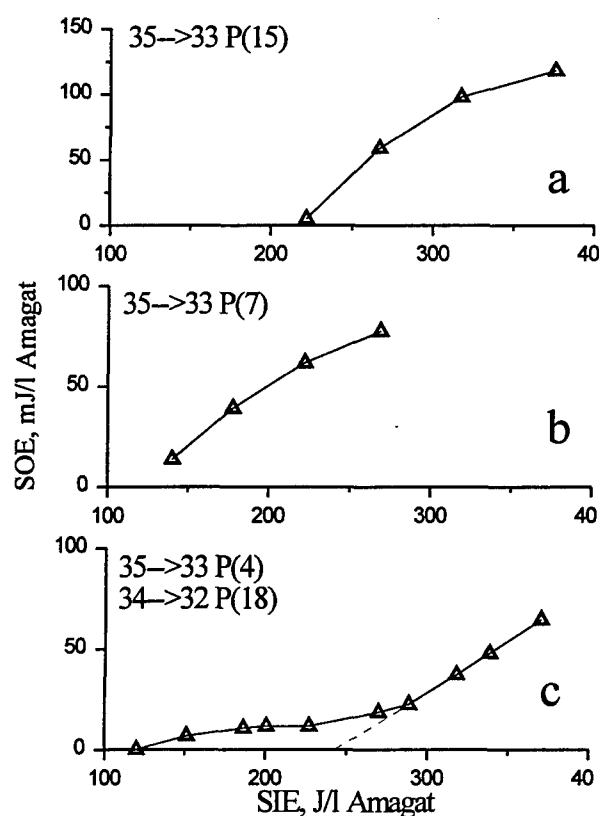 150
35–>33 P(15)
100
50
a
0
100 200 300 40
100
35–>33 P(7)
50
b
0
100 200 300 40
SOE, mJ/l Amagat
100
35–>33 P(4)
34–>32 P(18)
50
c
0
100 200 300 40
SIE, J/l Amagat